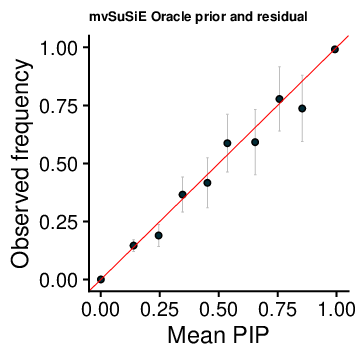 mvSuSiE Oracle prior and residual
Observed frequency
1.00
0.75
0.50
0.25
0.00
0.00 0.25 0.50 0.75 1.00
Mean PIP